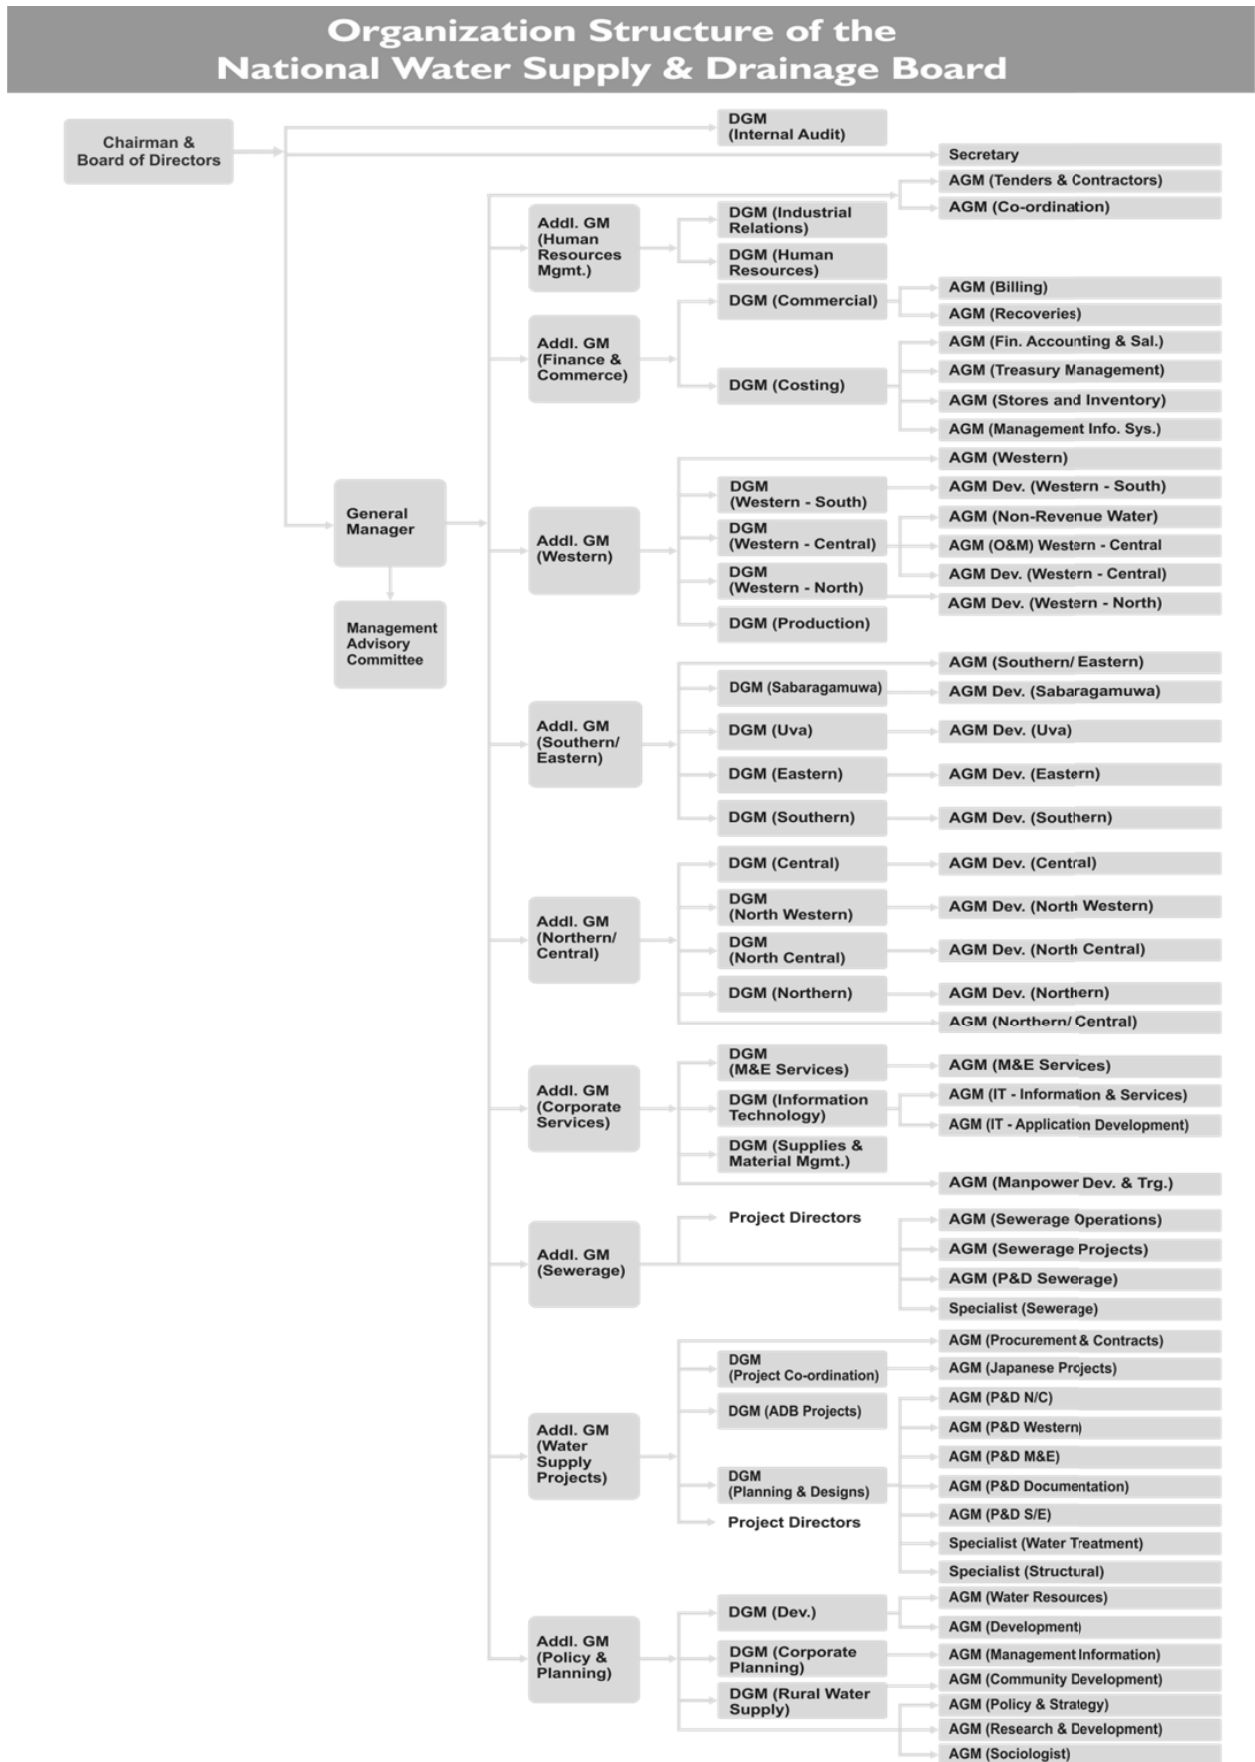 Organization Structure of the
National Water Supply & Drainage Board
Chairman &
Board of Directors
DGM
(Internal Audit)
Secretary
AGM (Tenders & Contractors)
AGM (Co-ordination)
Addl. GM
(Human
Resources
Mgmt.)
DGM (Industrial
Relations)
DGM (Human
Resources)
Addl. GM
(Finance &
Commerce)
DGM (Commercial)
AGM (Billing)
AGM (Recoveries)
DGM (Costing)
AGM (Fin. Accounting & Sal.)
AGM (Treasury Management)
AGM (Stores and Inventory)
AGM (Management Info. Sys.)
General
Manager
Management
Advisory
Committee
Addl. GM
(Western)
AGM (Western)
DGM
(Western - South)
AGM Dev. (Western - South)
DGM
(Western - Central)
AGM (Non-Revenue Water)
AGM (O&M) Western - Central
AGM Dev. (Western - Central)
DGM
(Western - North)
AGM Dev. (Western - North)
DGM (Production)
Addl. GM
(Southern/
Eastern)
AGM (Southern/ Eastern)
DGM (Sabaragamuwa)
AGM Dev. (Sabaragamuwa)
DGM (Uva)
AGM Dev. (Uva)
DGM (Eastern)
AGM Dev. (Eastern)
DGM (Southern)
AGM Dev. (Southern)
Addl. GM
(Northern/
Central)
DGM (Central)
AGM Dev. (Central)
DGM
(North Western)
AGM Dev. (North Western)
DGM
(North Central)
AGM Dev. (North Central)
DGM (Northern)
AGM Dev. (Northern)
AGM (Northern/ Central)
Addl. GM
(Corporate
Services)
DGM
(M&E Services)
AGM (M&E Services)
DGM (Information
Technology)
AGM (IT - Information & Services)
AGM (IT - Application Development)
DGM (Supplies &
Material Mgmt.)
AGM (Manpower Dev. & Trg.)
Addl. GM
(Sewerage)
Project Directors
AGM (Sewerage Operations)
AGM (Sewerage Projects)
AGM (P&D Sewerage)
Specialist (Sewerage)
Addl. GM
(Water
Supply
Projects)
AGM (Procurement & Contracts)
DGM
(Project Co-ordination)
AGM (Japanese Projects)
DGM (ADB Projects)
DGM
(Planning & Designs)
AGM (P&D N/C)
AGM (P&D Western)
AGM (P&D M&E)
AGM (P&D Documentation)
AGM (P&D S/E)
Specialist (Water Treatment)
Specialist (Structural)
Project Directors
Addl. GM
(Policy &
Planning)
DGM (Dev.)
AGM (Water Resources)
AGM (Development)
DGM (Corporate
Planning)
AGM (Management Information)
DGM (Rural Water
Supply)
AGM (Community Development)
AGM (Policy & Strategy)
AGM (Research & Development)
AGM (Sociologist)